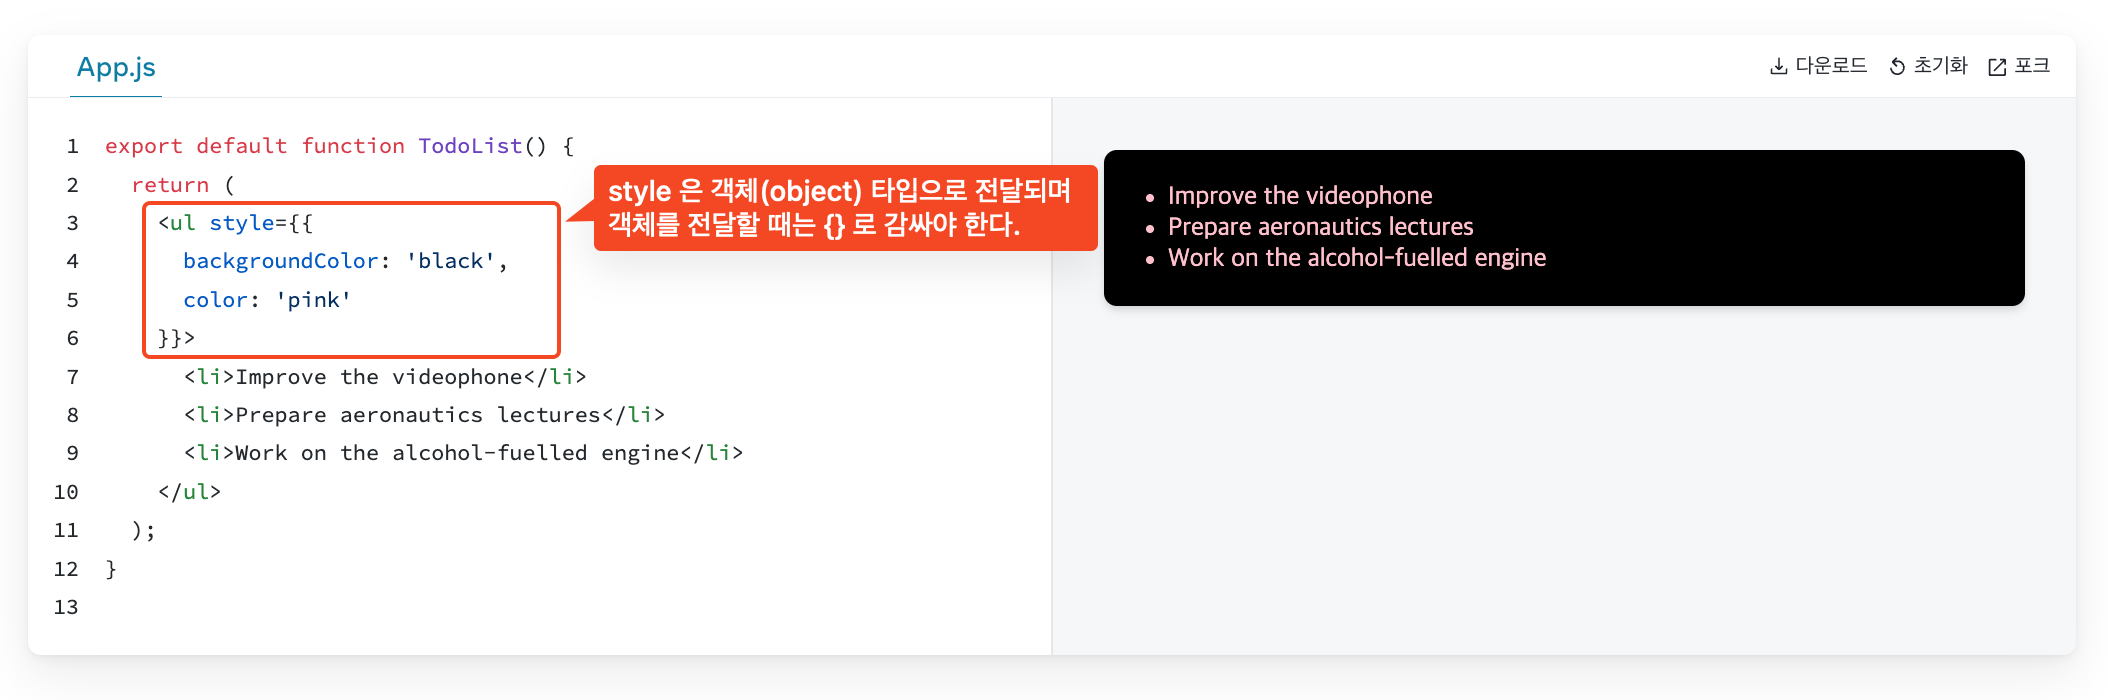 App.js
다운로드 초기화 포크
1 export default function TodoList() {
2 return (
3 <ul style={{
4 backgroundColor: 'black',
5 color: 'pink'
6 }}>
7 <li>Improve the videophone</li>
8 <li>Prepare aeronautics lectures</li>
9 <li>Work on the alcohol-fuelled engine</li>
10 </ul>
11 );
12 }
13
style 은 객체(object) 타입으로 전달되며
객체를 전달할 때는 {} 로 감싸야 한다.
• Improve the videophone
• Prepare aeronautics lectures
• Work on the alcohol-fuelled engine